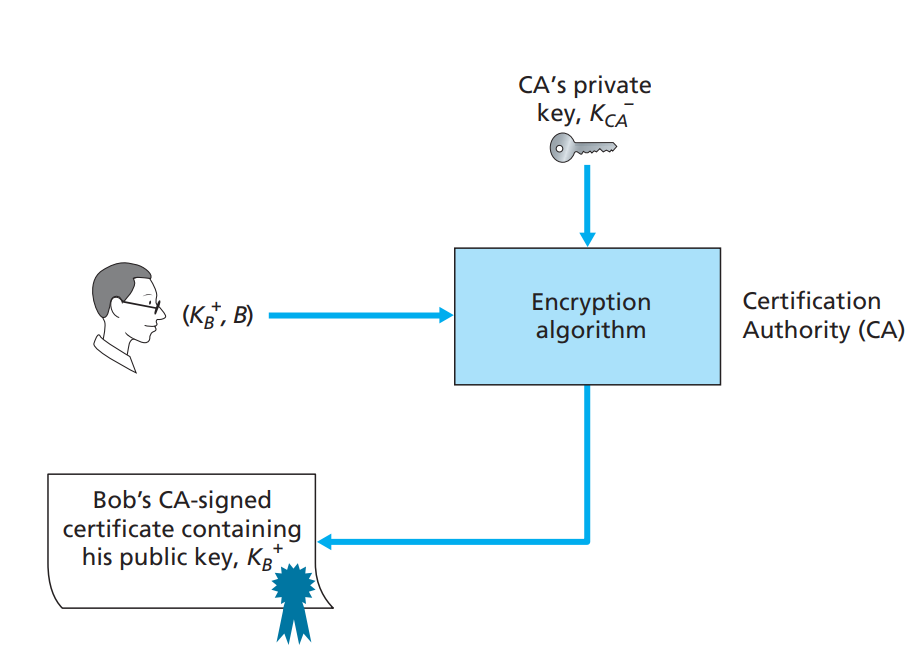 CA's private
key, K_CA^−
(K_B^+, B)
Encryption
algorithm
Certification
Authority (CA)
Bob's CA-signed
certificate containing
his public key, K_B^+